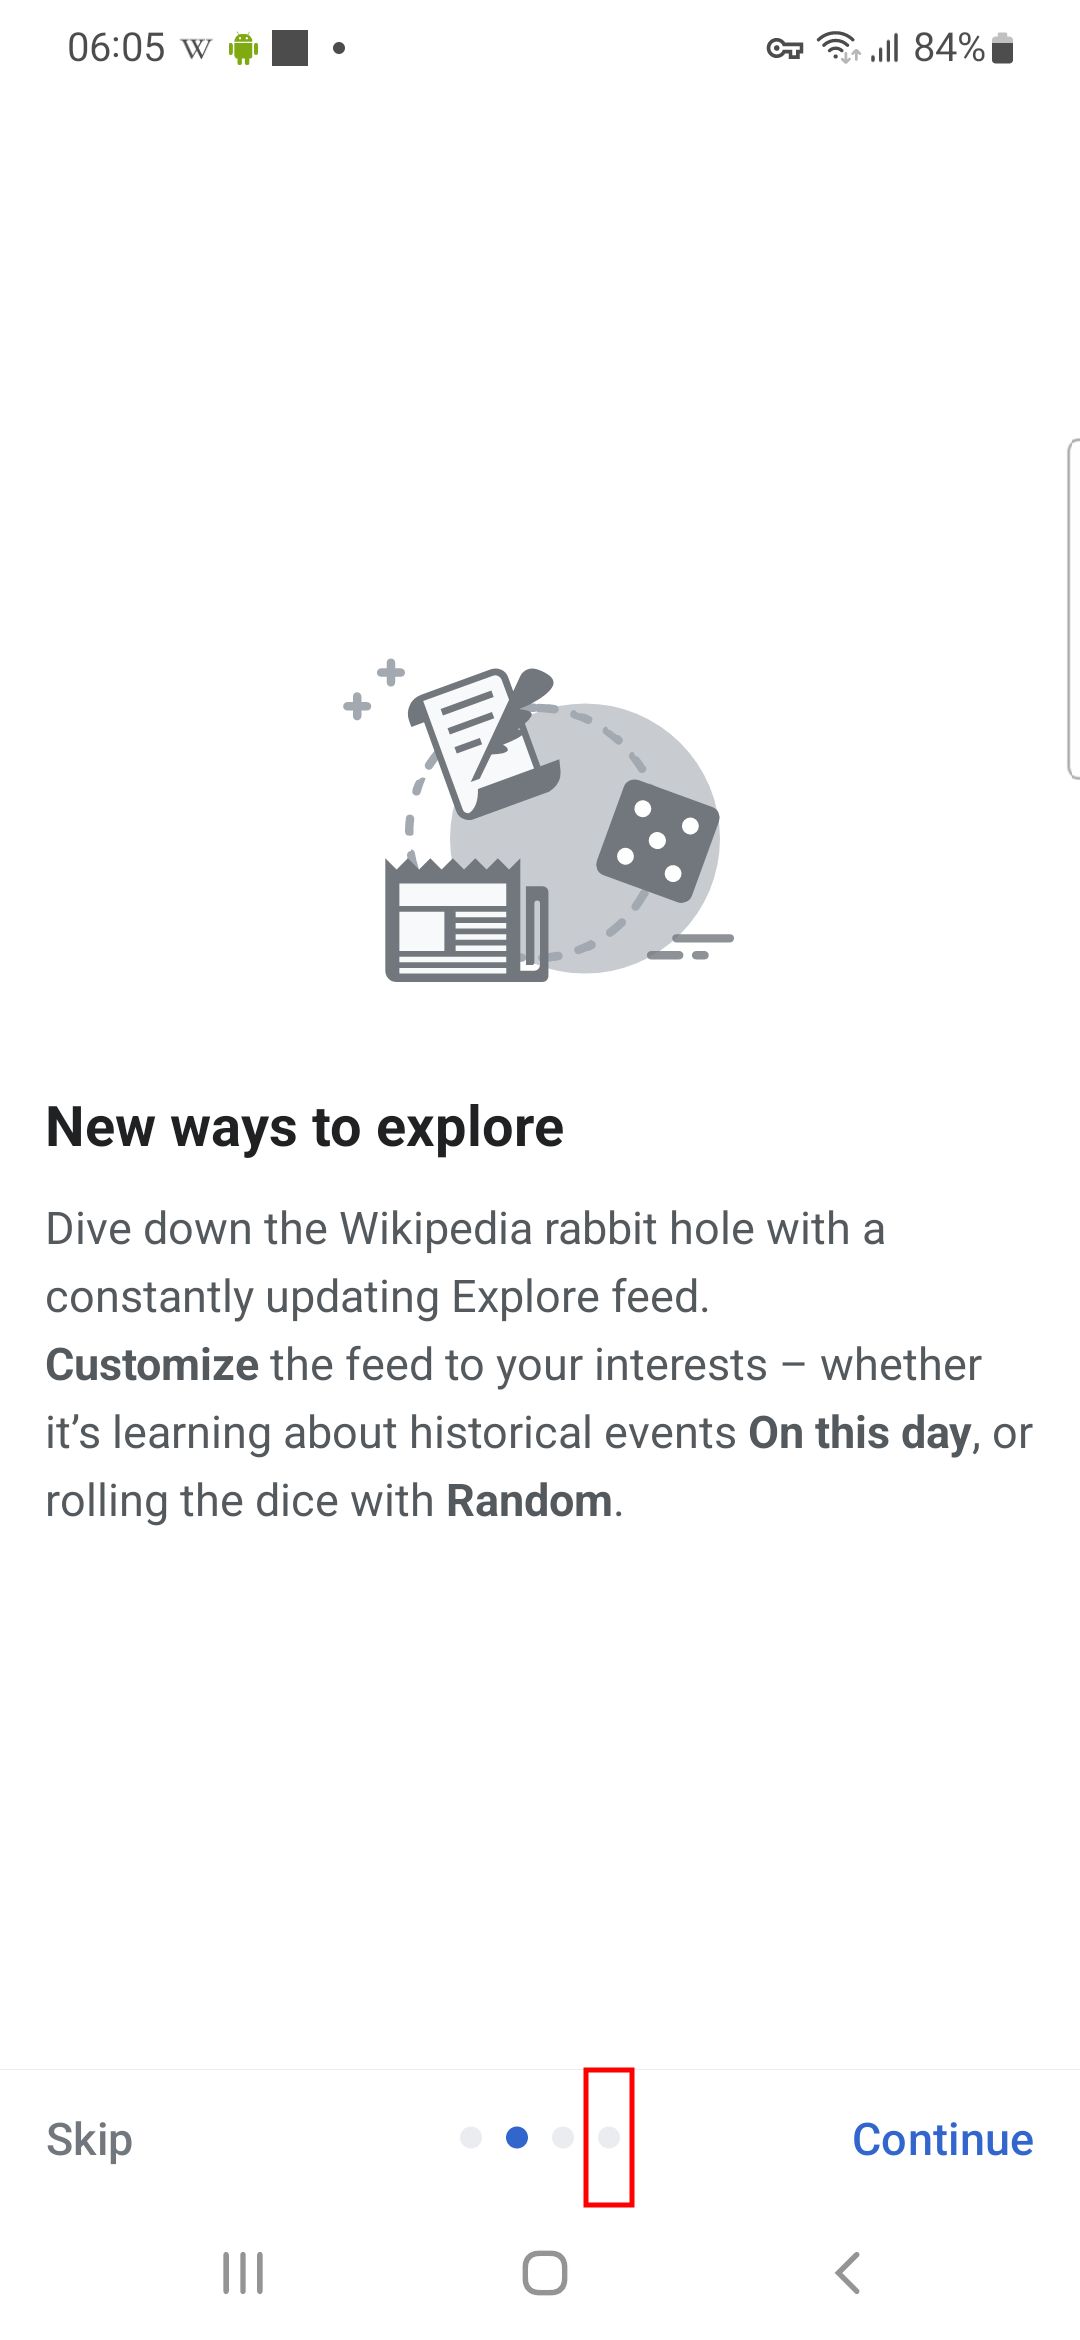 06:05 W 84%
New ways to explore
Dive down the Wikipedia rabbit hole with a
constantly updating Explore feed.
Customize the feed to your interests – whether
it’s learning about historical events On this day, or
rolling the dice with Random.
Skip Continue